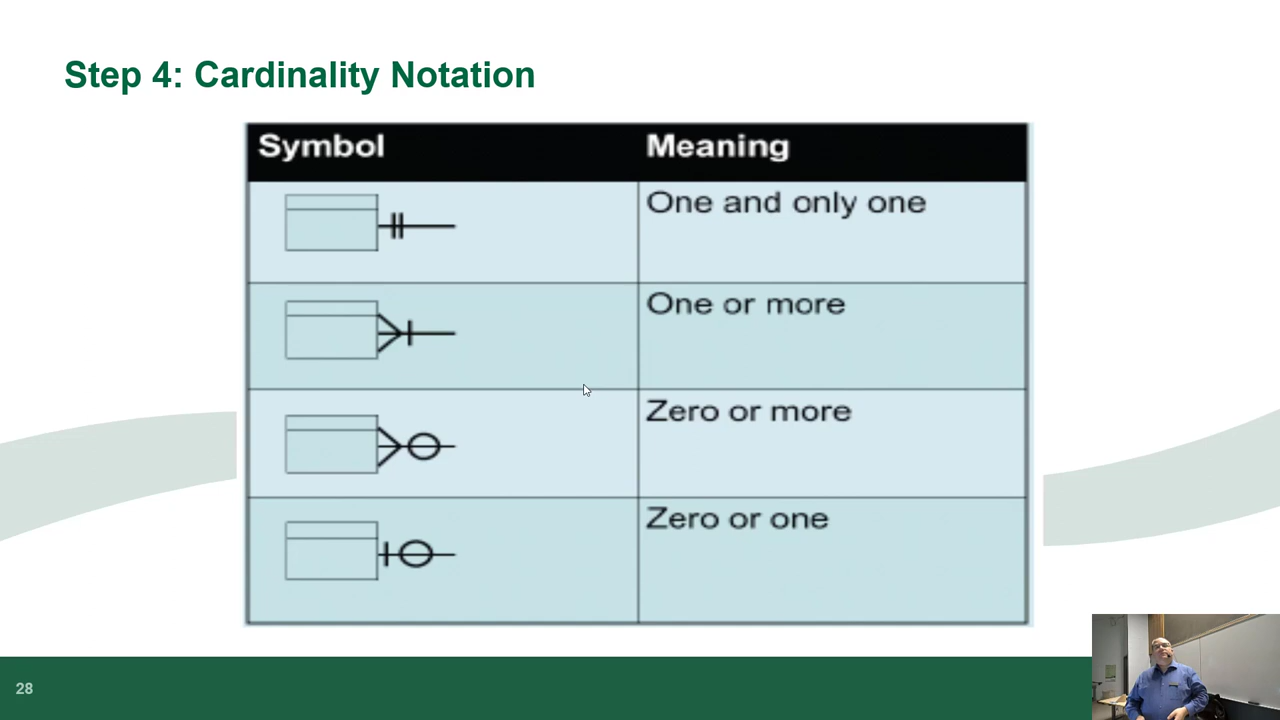 Step 4: Cardinality Notation
Symbol Meaning
One and only one
One or more
Zero or more
Zero or one
28